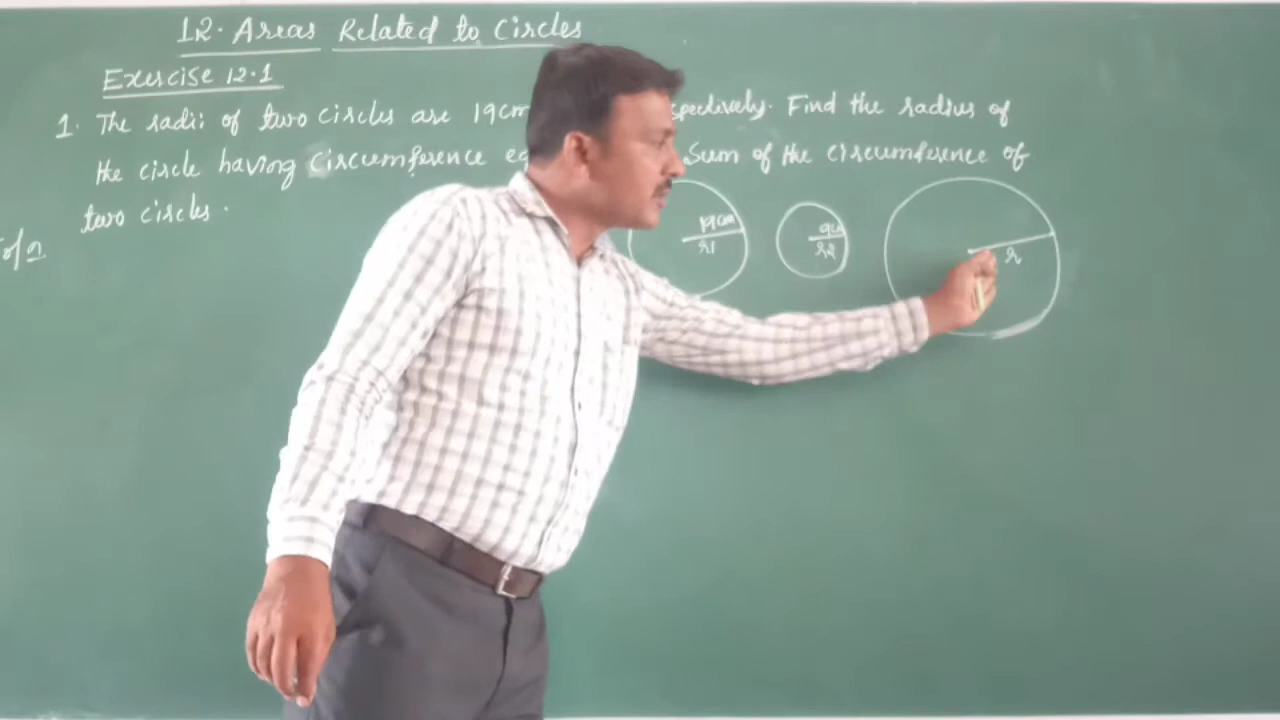 12. Areas Related to Circles
Exercise 12.1
1. The radii of two circles are 19cm spectively. Find the radius of
the circle having circumference eq Sum of the circumference of
two circles.
19cm
r1
r2
r